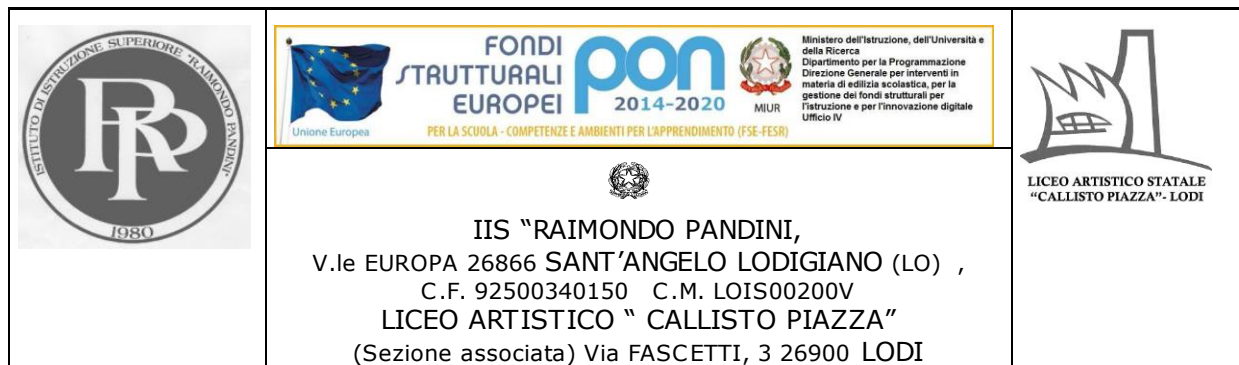 ISTITUTO DI ISTRUZIONE SUPERIORE "RAIMONDO PANDINI"
1980
Unione Europea
FONDI
STRUTTURALI
EUROPEI
pon
2014-2020
MIUR
Ministero dell'Istruzione, dell'Università e
della Ricerca
Dipartimento per la Programmazione
Direzione Generale per interventi in
materia di edilizia scolastica, per la
gestione dei fondi strutturali per
l'istruzione e per l'innovazione digitale
Ufficio IV
PER LA SCUOLA - COMPETENZE E AMBIENTI PER L'APPRENDIMENTO (FSE-FESR)
LICEO ARTISTICO STATALE
"CALLISTO PIAZZA"- LODI
IIS "RAIMONDO PANDINI,
V.le EUROPA 26866 SANT'ANGELO LODIGIANO (LO) ,
C.F. 92500340150 C.M. LOIS00200V
LICEO ARTISTICO " CALLISTO PIAZZA"
(Sezione associata) Via FASCETTI, 3 26900 LODI